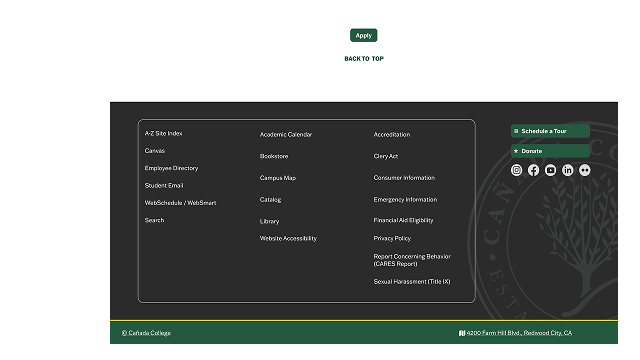 Apply
BACK TO TOP
A-Z Site Index
Canvas
Employee Directory
Student Email
WebSchedule / WebSmart
Search
Academic Calendar
Bookstore
Campus Map
Catalog
Library
Website Accessibility
Accreditation
Clery Act
Consumer Information
Emergency Information
Financial Aid Eligibility
Privacy Policy
Report Concerning Behavior
(CARES Report)
Sexual Harassment (Title IX)
Schedule a Tour
Donate
© Cañada College
4200 Farm Hill Blvd., Redwood City, CA